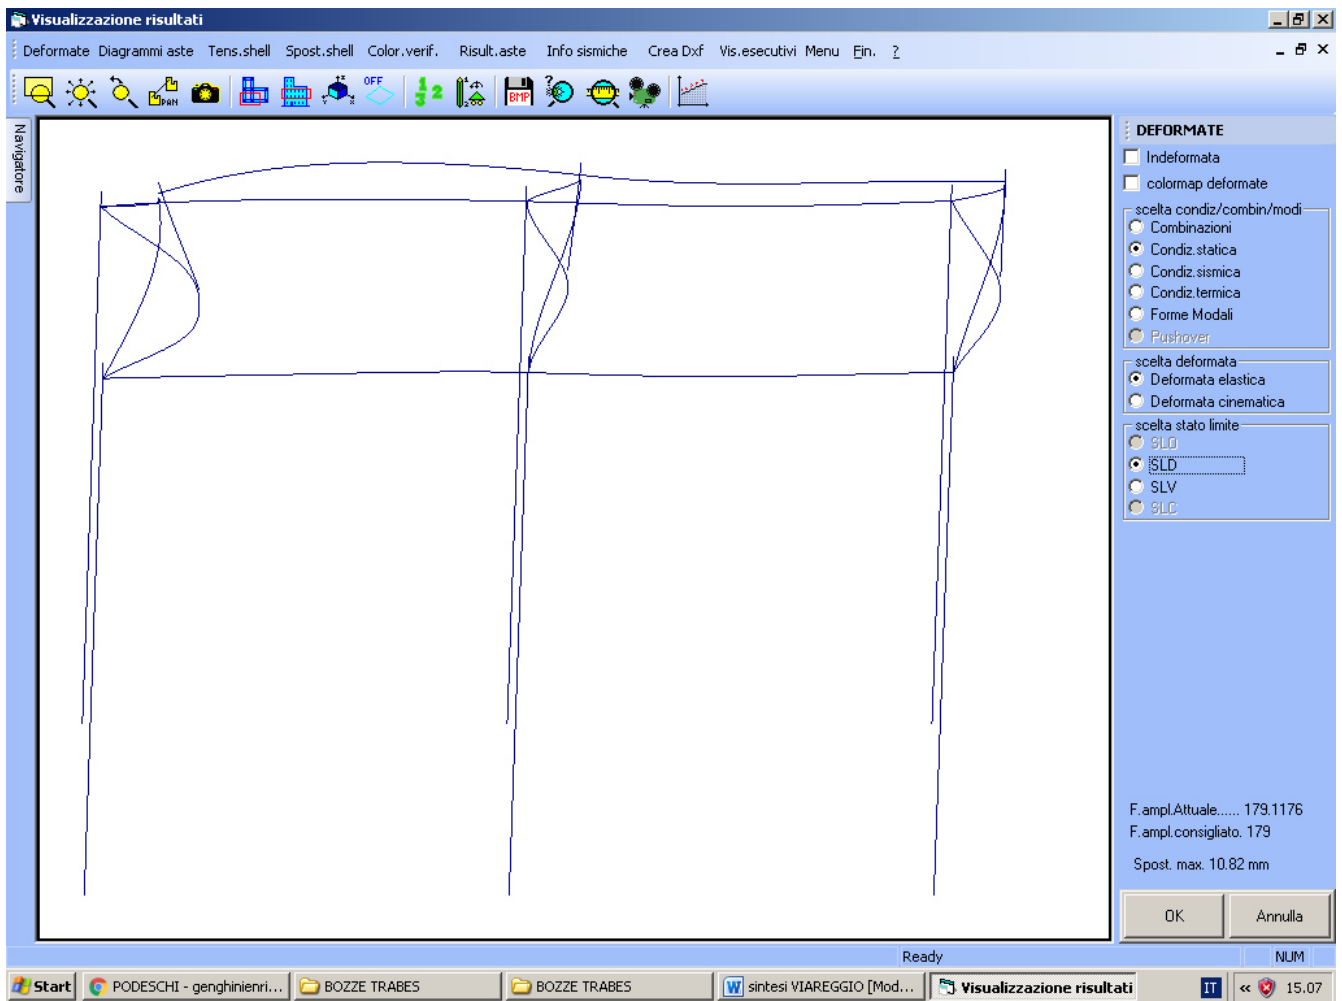 Visualizzazione risultati
Deformate Diagrammi aste Tens.shell Spost.shell Color.verif. Risult.aste Info sismiche Crea Dxf Vis.esecutivi Menu Fin. ?
PAN OFF BMP
Navigatore
DEFORMATE
Indeformata
colormap deformate
scelta condiz/combin/modi
Combinazioni
Condiz.statica
Condiz.sismica
Condiz.termica
Forme Modali
Pushover
scelta deformata
Deformata elastica
Deformata cinematica
scelta stato limite
SLO
SLD
SLV
SLC
F.ampl.Attuale...... 179.1176
F.ampl.consigliato. 179
Spost. max. 10.82 mm
OK Annulla
Ready NUM
Start PODESCHI - genghinienri... BOZZE TRABES BOZZE TRABES sintesi VIAREGGIO [Mod... Visualizzazione risultati IT « 15.07